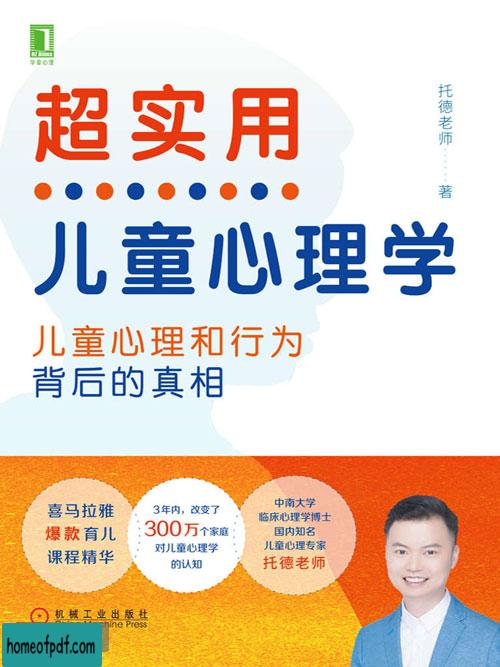 华章心理
超实用
儿童心理学
托德老师……著
儿童心理和行为
背后的真相
喜马拉雅
爆款育儿
课程精华
3年内，改变了
300万个家庭
对儿童心理学
的认知
中南大学
临床心理学博士
国内知名
儿童心理专家
托德老师
机械工业出版社
China Machine Press
homeofpdf.com